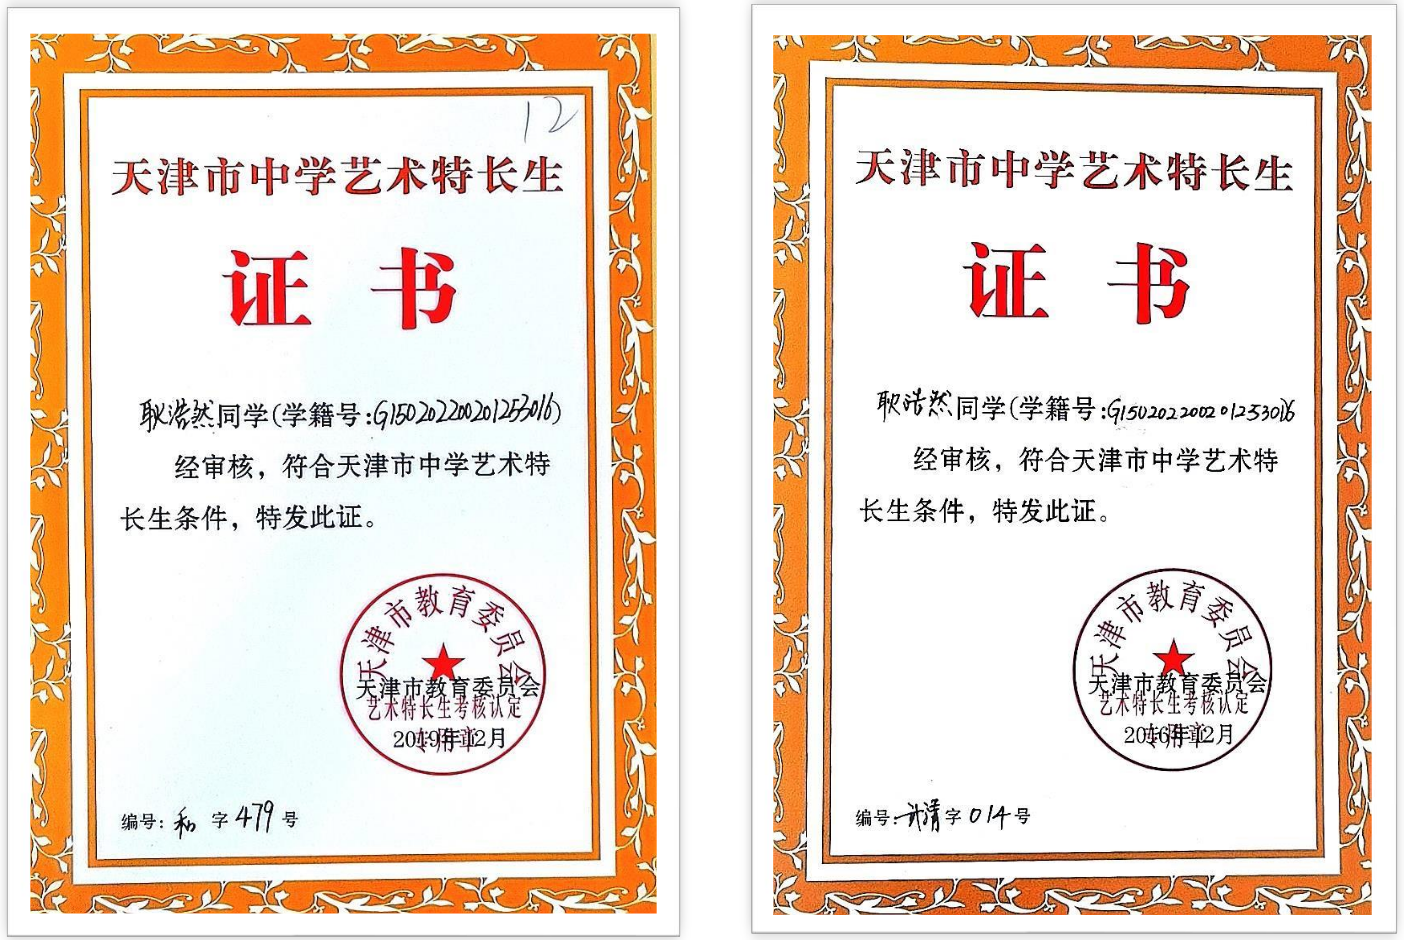 12
天津市中学艺术特长生
证书
耿浩然同学(学籍号:G150202200201253016)
经审核，符合天津市中学艺术特
长生条件，特发此证。
天津市教育委员会
天津市教育委员会
艺术特长生考核认定
专用章
2019年12月
编号: 和 字 479 号
天津市中学艺术特长生
证书
耿浩然同学(学籍号:G150202200201253016
经审核，符合天津市中学艺术特
长生条件，特发此证。
天津市教育委员会
天津市教育委员会
艺术特长生考核认定
专用章
2016年12月
编号: 字 014 号